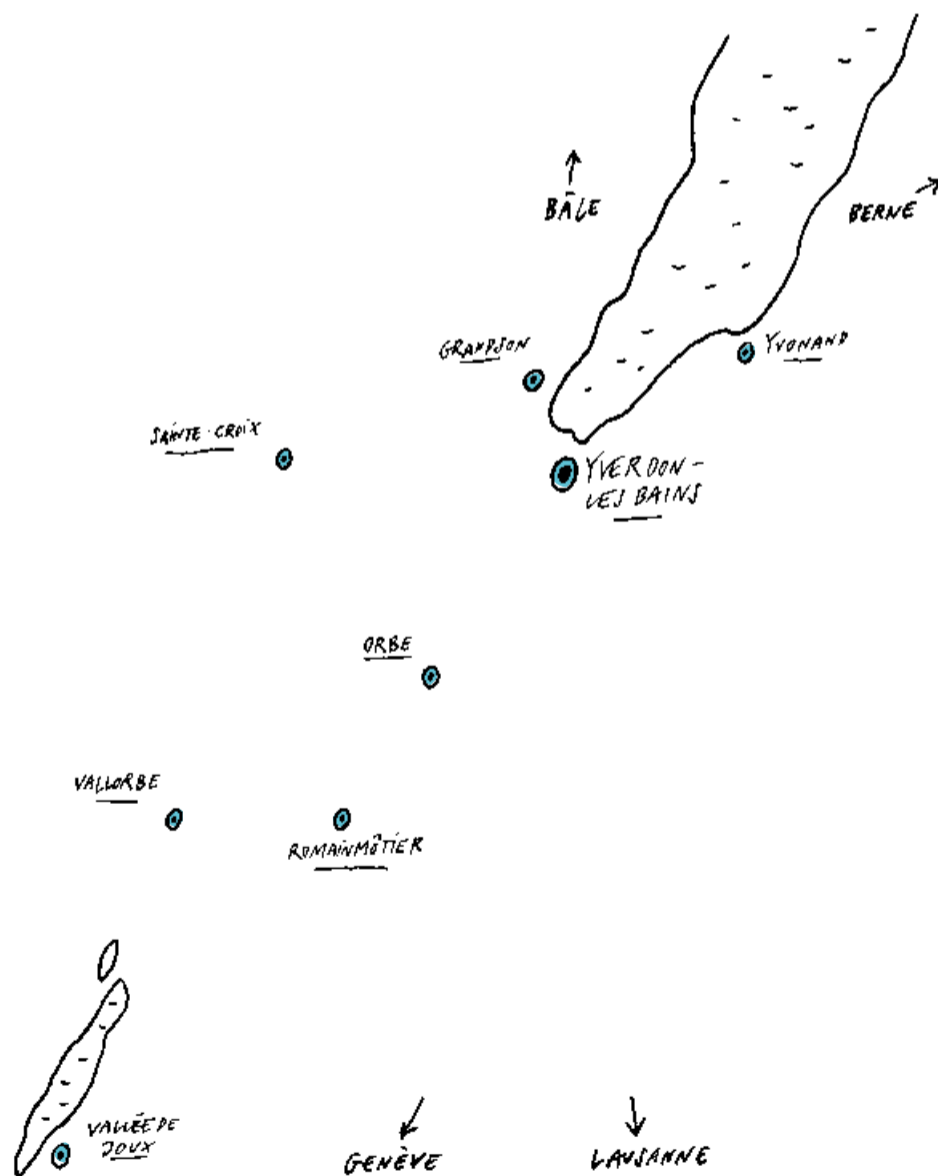 BÂLE
BERNE
GRANDSON
YVONAND
SAINTE-CROIX
YVERDON-
LES BAINS
ORBE
VALLORBE
ROMAINMÔTIER
VALLÉE DE
JOUX
GENÈVE
LAUSANNE